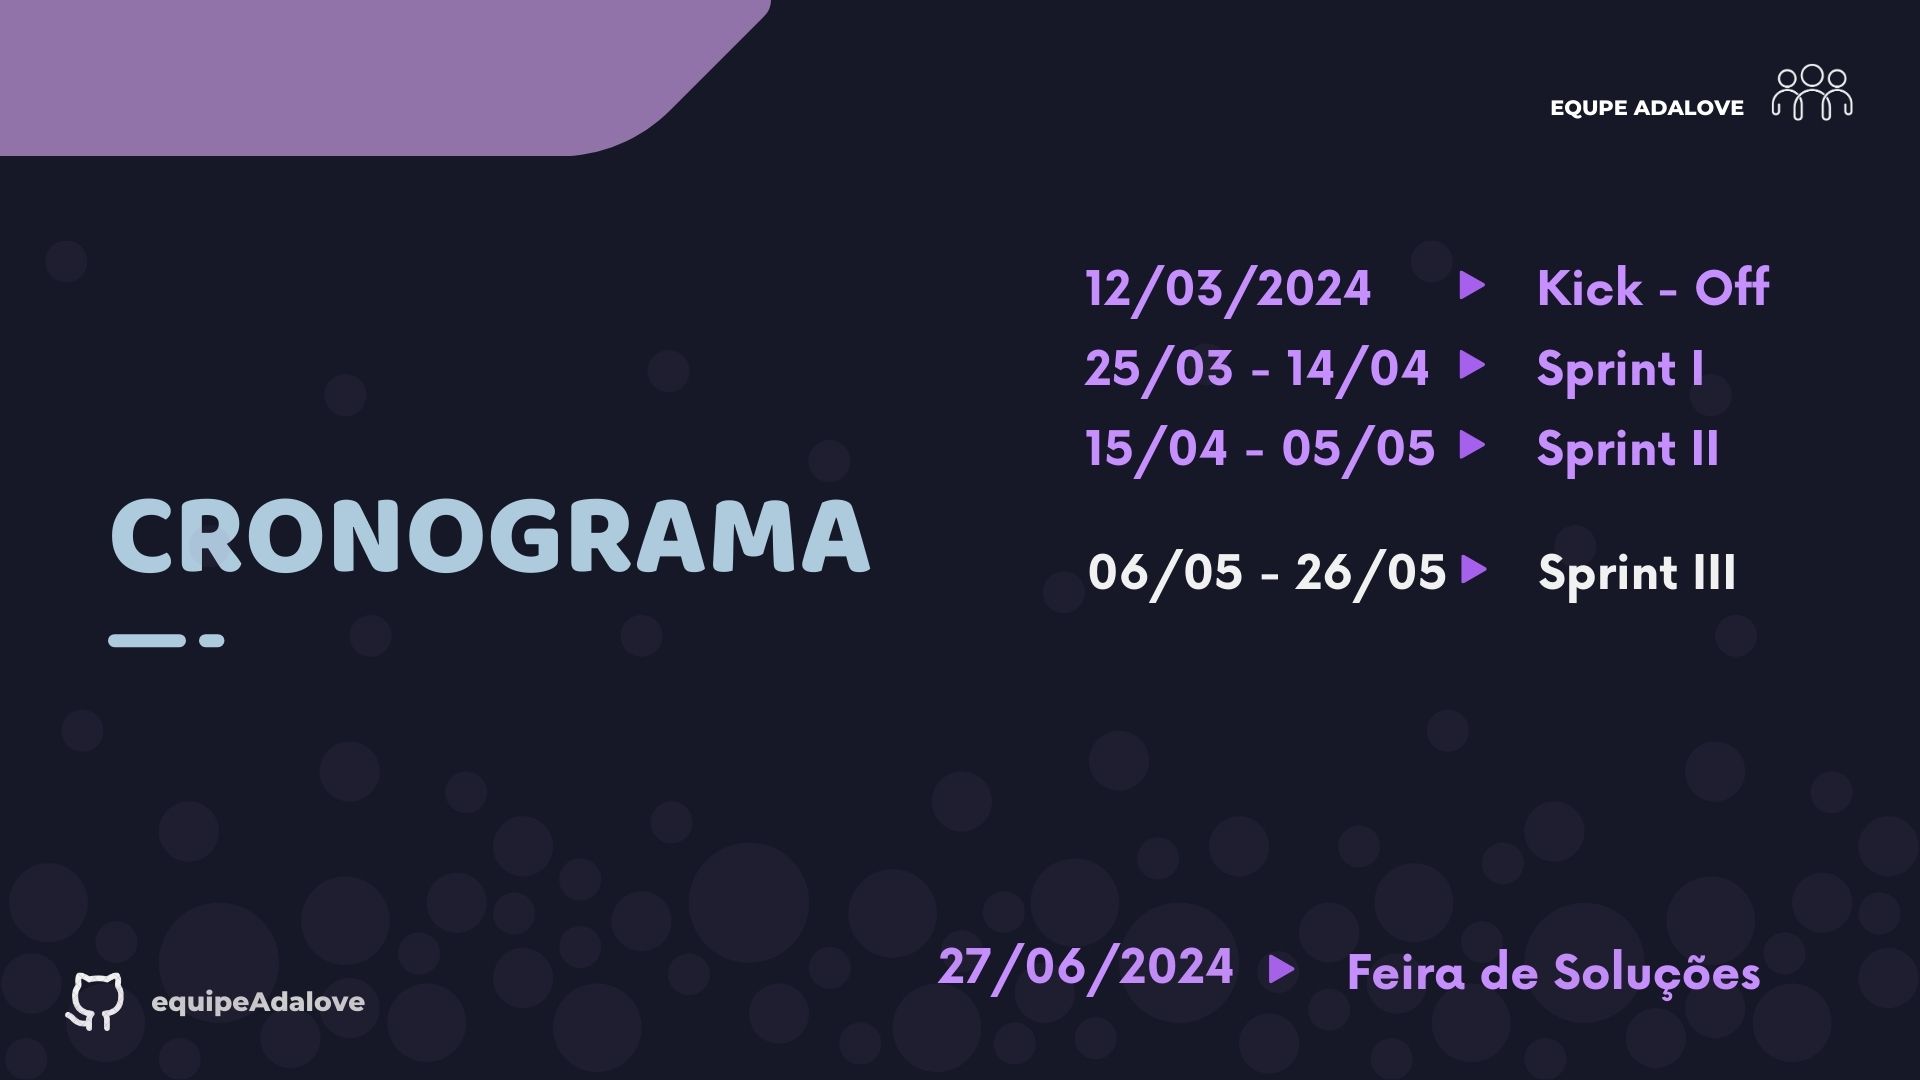 EQUPE ADALOVE
12/03/2024 Kick - Off
25/03 - 14/04 Sprint I
15/04 - 05/05 Sprint II
CRONOGRAMA
06/05 - 26/05 Sprint III
27/06/2024 Feira de Soluções
equipeAdalove